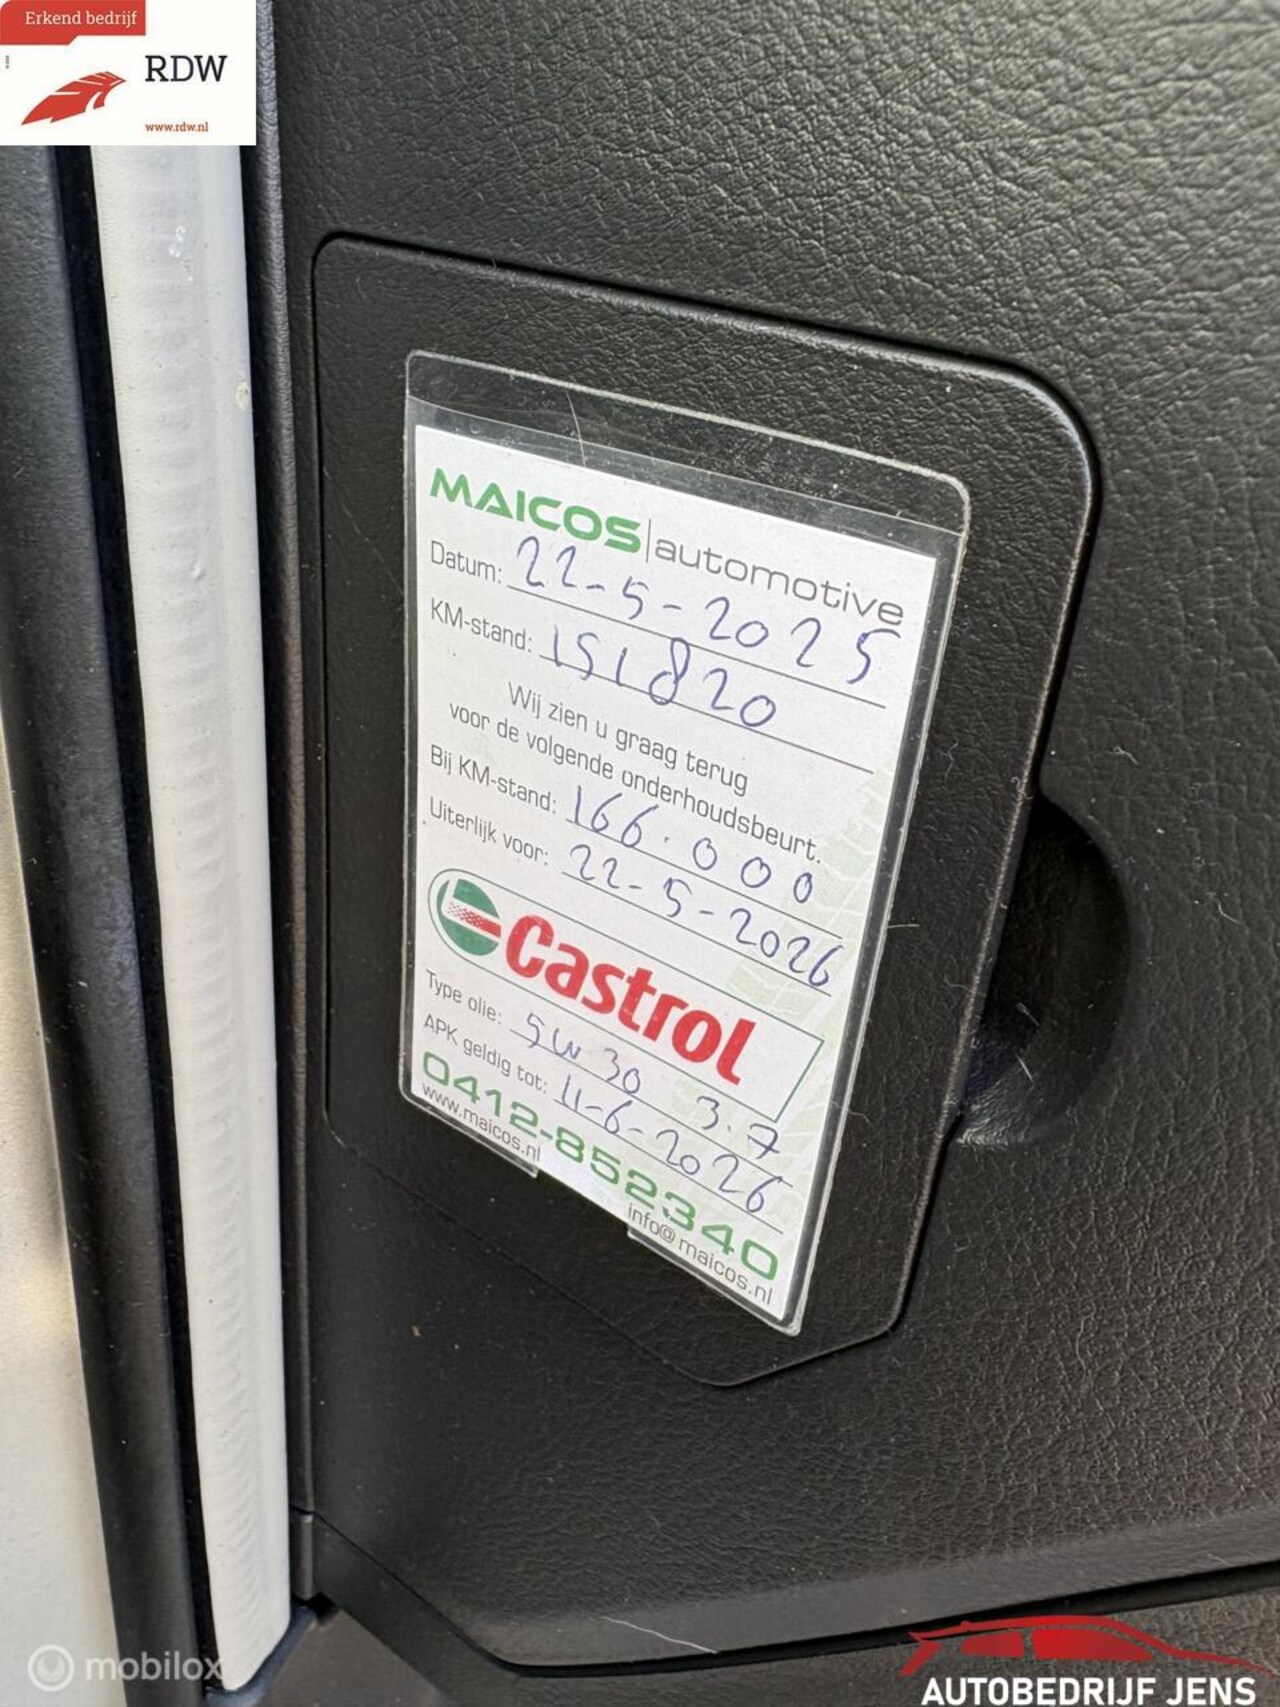 Erkend bedrijf
RDW
www.rdw.nl
MAICOS automotive
Datum: 22-5-2025
KM-stand: 151820
Wij zien u graag terug
voor de volgende onderhoudsbeurt.
Bij KM-stand: 166.000
Uiterlijk voor: 22-5-2026
Castrol
Type olie: 5W30 3.7
APK geldig tot: 11-6-2026
0412-852340
www.maicos.nl info@maicos.nl
mobilox
AUTOBEDRIJF JENS